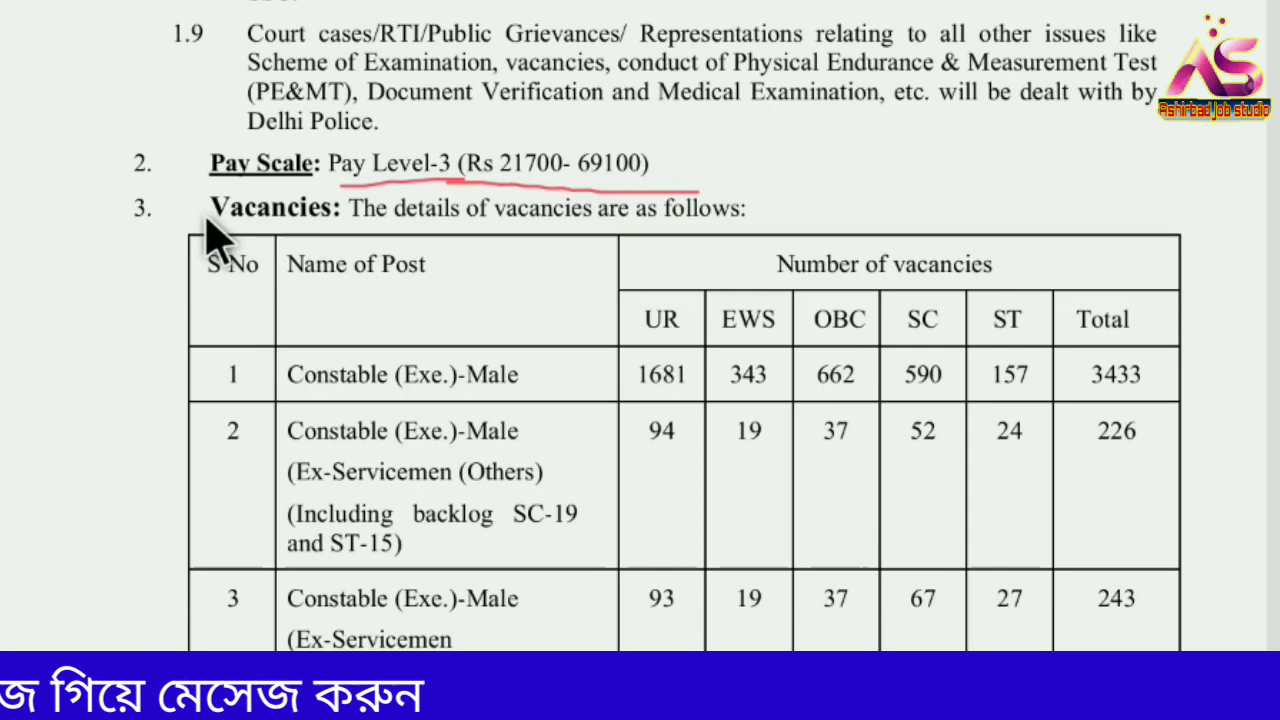 1.9 Court cases/RTI/Public Grievances/ Representations relating to all other issues like
Scheme of Examination, vacancies, conduct of Physical Endurance & Measurement Test
(PE&MT), Document Verification and Medical Examination, etc. will be dealt with by
Delhi Police.
AS
Ashirbad job studio
2. Pay Scale: Pay Level-3 (Rs 21700- 69100)
3. Vacancies: The details of vacancies are as follows:
S No Name of Post Number of vacancies
UR EWS OBC SC ST Total
1 Constable (Exe.)-Male 1681 343 662 590 157 3433
2 Constable (Exe.)-Male 94 19 37 52 24 226
(Ex-Servicemen (Others)
(Including backlog SC-19
and ST-15)
3 Constable (Exe.)-Male 93 19 37 67 27 243
(Ex-Servicemen
জ গিয়ে মেসেজ করুন